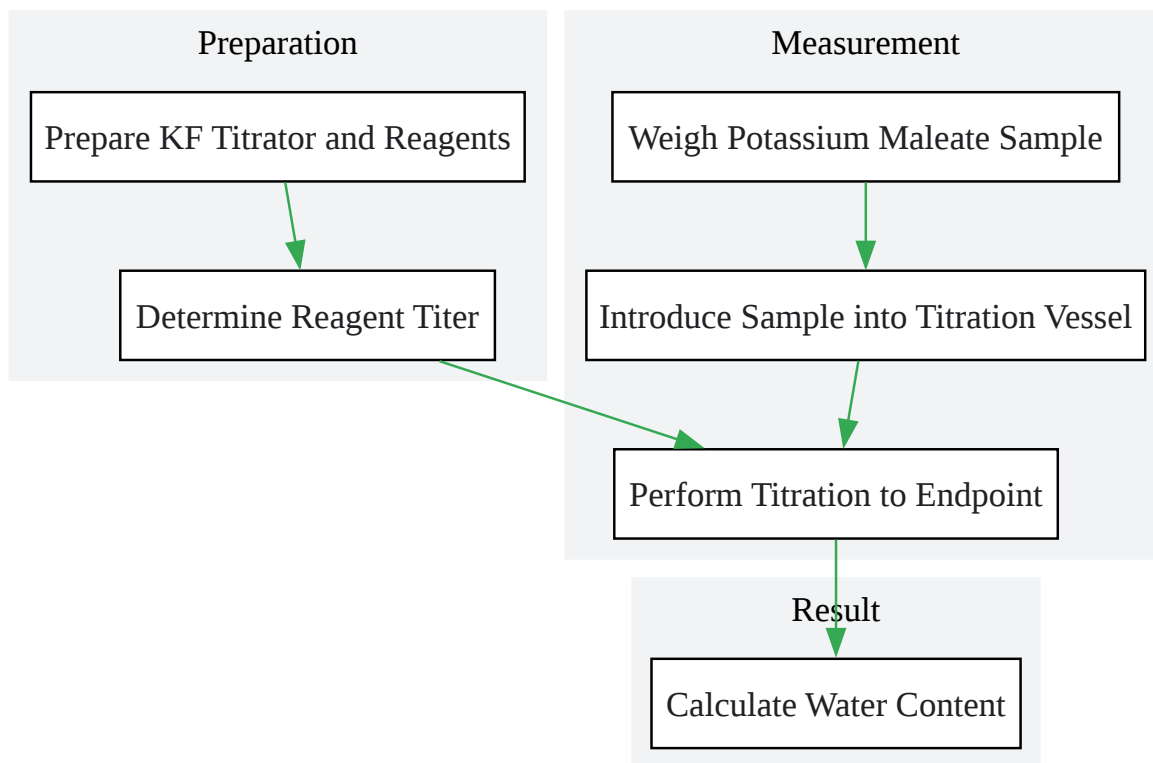 Preparation
Prepare KF Titrator and Reagents
Determine Reagent Titer
Measurement
Weigh Potassium Maleate Sample
Introduce Sample into Titration Vessel
Perform Titration to Endpoint
Result
Calculate Water Content